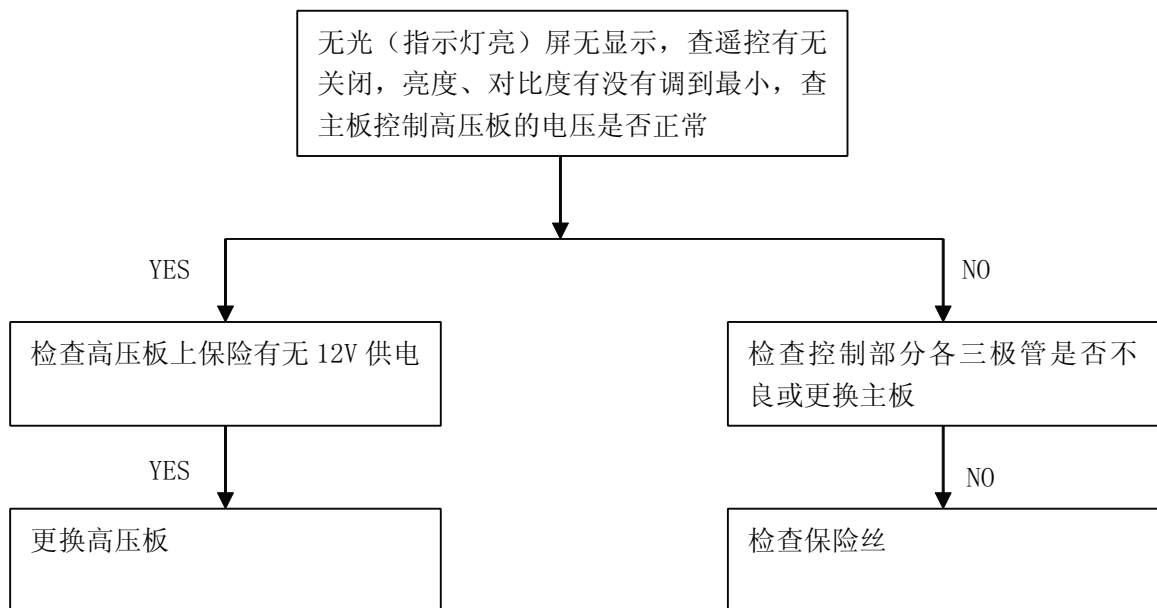 无光（指示灯亮）屏无显示，查遥控有无
关闭，亮度、对比度有没有调到最小，查
主板控制高压板的电压是否正常
YES
NO
检查高压板上保险有无 12V 供电
检查控制部分各三极管是否不
良或更换主板
YES
NO
更换高压板
检查保险丝